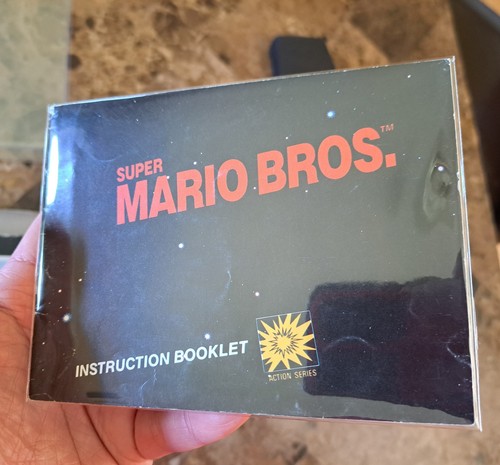 SUPER
MARIO BROS.™
INSTRUCTION BOOKLET
ACTION SERIES